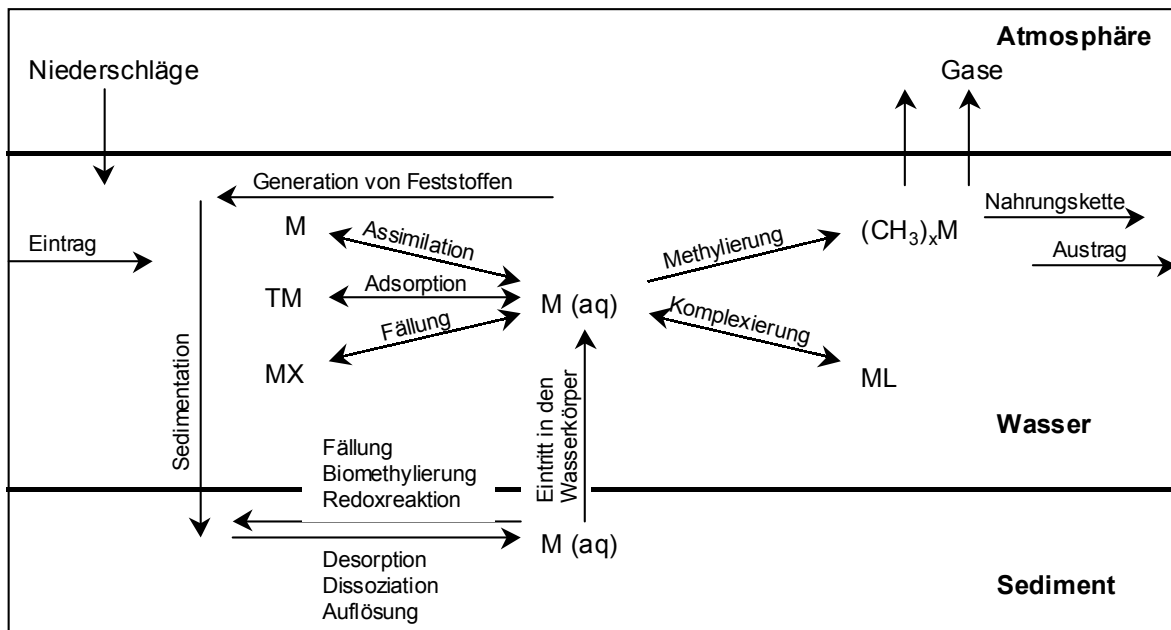 Atmosphäre
Niederschläge
Gase
Generation von Feststoffen
M
Assimilation
Methylierung
(CH₃)ₓM
Nahrungskette
Eintrag
Austrag
TM
Adsorption
M (aq)
Fällung
Komplexierung
MX
ML
Sedimentation
Eintritt in den
Wasserkörper
Wasser
Fällung
Biomethylierung
Redoxreaktion
M (aq)
Desorption
Dissoziation
Auflösung
Sediment